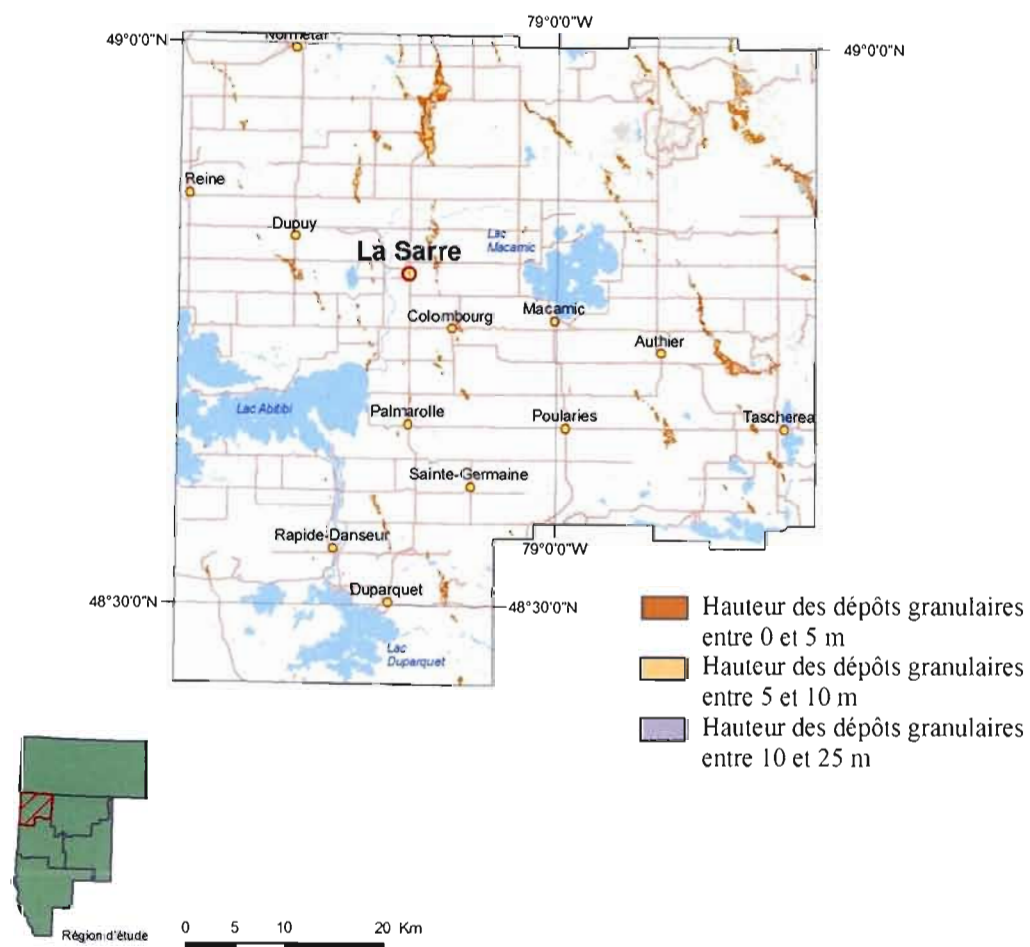 79°0'0"W
49°0'0"N
49°0'0"N
Normétal
Reine
Dupuy
La Sarre
Lac
Macamic
Colombourg
Macamic
Authier
Lac Abitibi
Palmarolle
Poularies
Tascherea
Sainte-Germaine
Rapide-Danseur
79°0'0"W
Duparquet
48°30'0"N
48°30'0"N
Lac
Duparquet
Hauteur des dépôts granulaires
entre 0 et 5 m
Hauteur des dépôts granulaires
entre 5 et 10 m
Hauteur des dépôts granulaires
entre 10 et 25 m
Région d'étude
0 5 10 20 Km